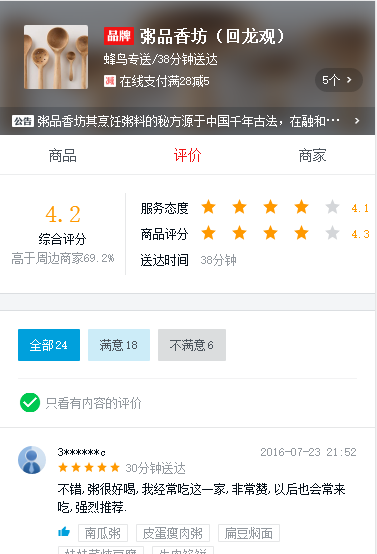 品牌 粥品香坊（回龙观）
蜂鸟专送/38分钟送达
减 在线支付满28减5
5个 >
公告 粥品香坊其烹饪粥料的秘方源于中国千年古法，在融和··· >
商品 评价 商家
4.2
综合评分
高于周边商家69.2%
服务态度 4.1
商品评分 4.3
送达时间 38分钟
全部24 满意18 不满意6
只看有内容的评价
3******c 2016-07-23 21:52
30分钟送达
不错,粥很好喝,我经常吃这一家,非常赞,以后也会常来
吃,强烈推荐.
南瓜粥 皮蛋瘦肉粥 扁豆焖面